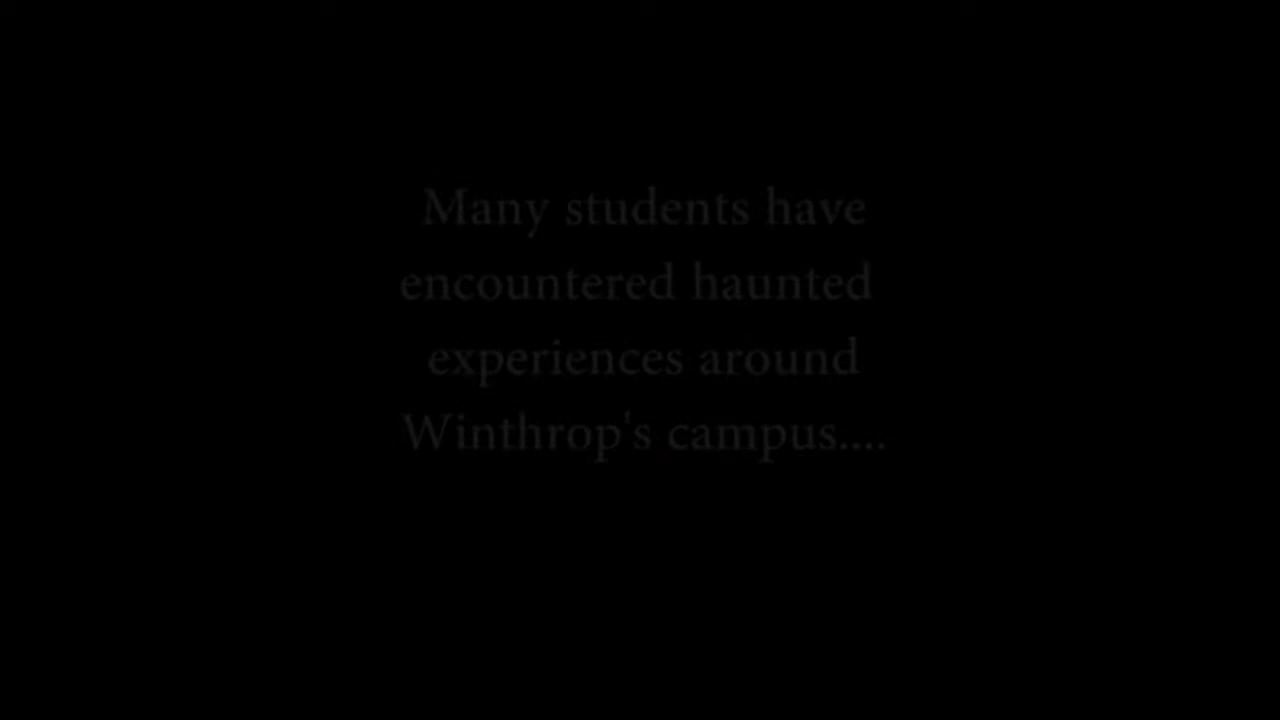 Many students have
encountered haunted
experiences around
Winthrop's campus....